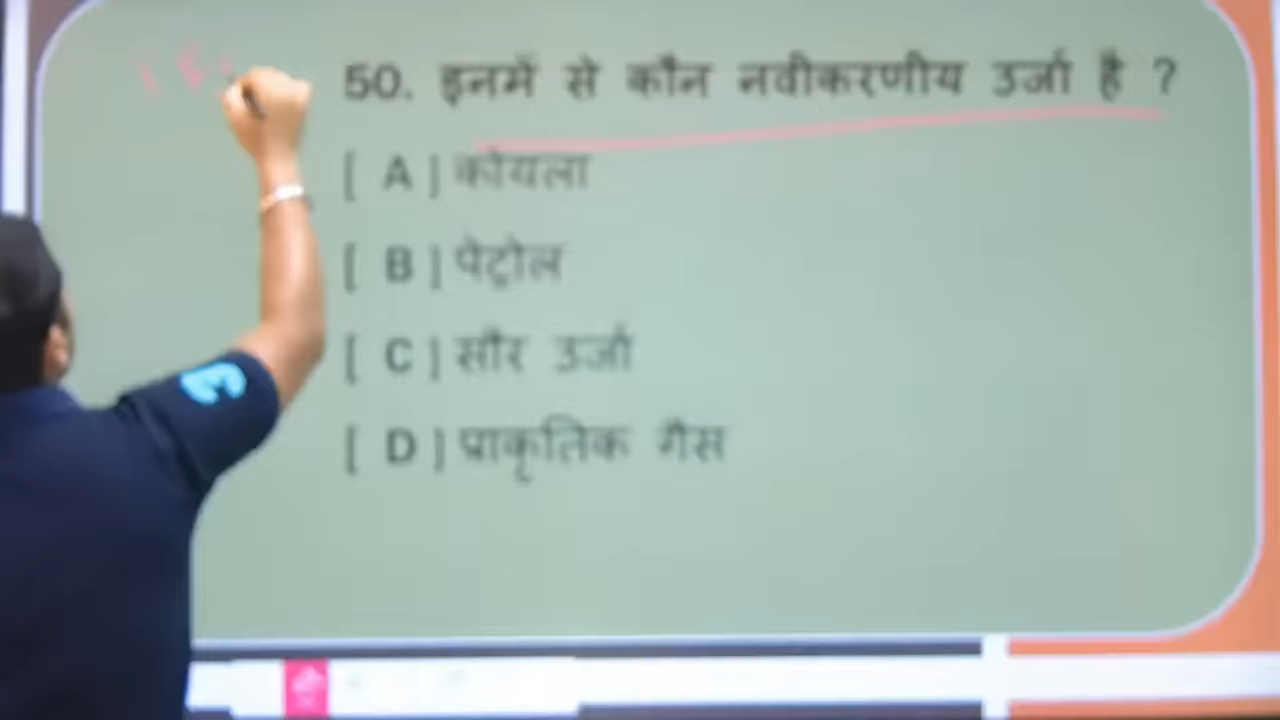 50. इनमें से कौन नवीकरणीय उर्जा है ?
[ A ] कोयला
[ B ] पेट्रोल
[ C ] सौर उर्जा
[ D ] प्राकृतिक गैस